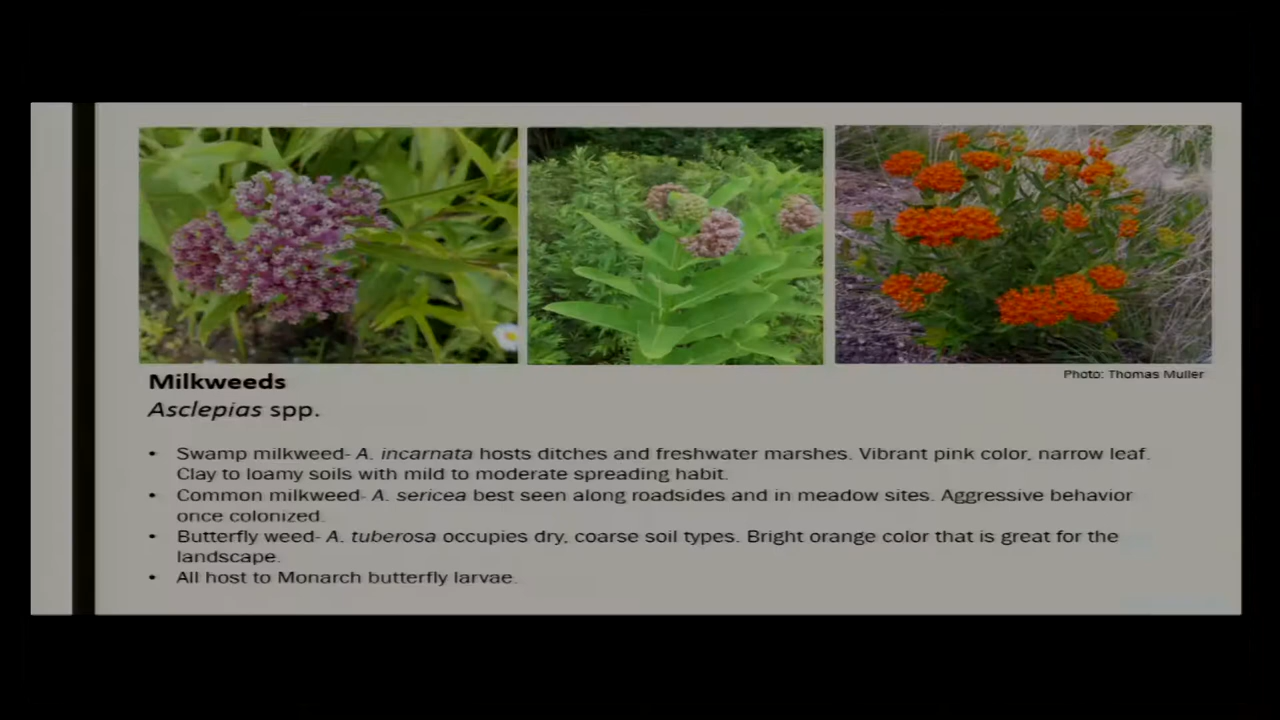 Photo: Thomas Muller
Milkweeds
Asclepias spp.
• Swamp milkweed- A. incarnata hosts ditches and freshwater marshes. Vibrant pink color, narrow leaf.
Clay to loamy soils with mild to moderate spreading habit.
• Common milkweed- A. sericea best seen along roadsides and in meadow sites. Aggressive behavior
once colonized.
• Butterfly weed- A. tuberosa occupies dry, coarse soil types. Bright orange color that is great for the
landscape.
• All host to Monarch butterfly larvae.